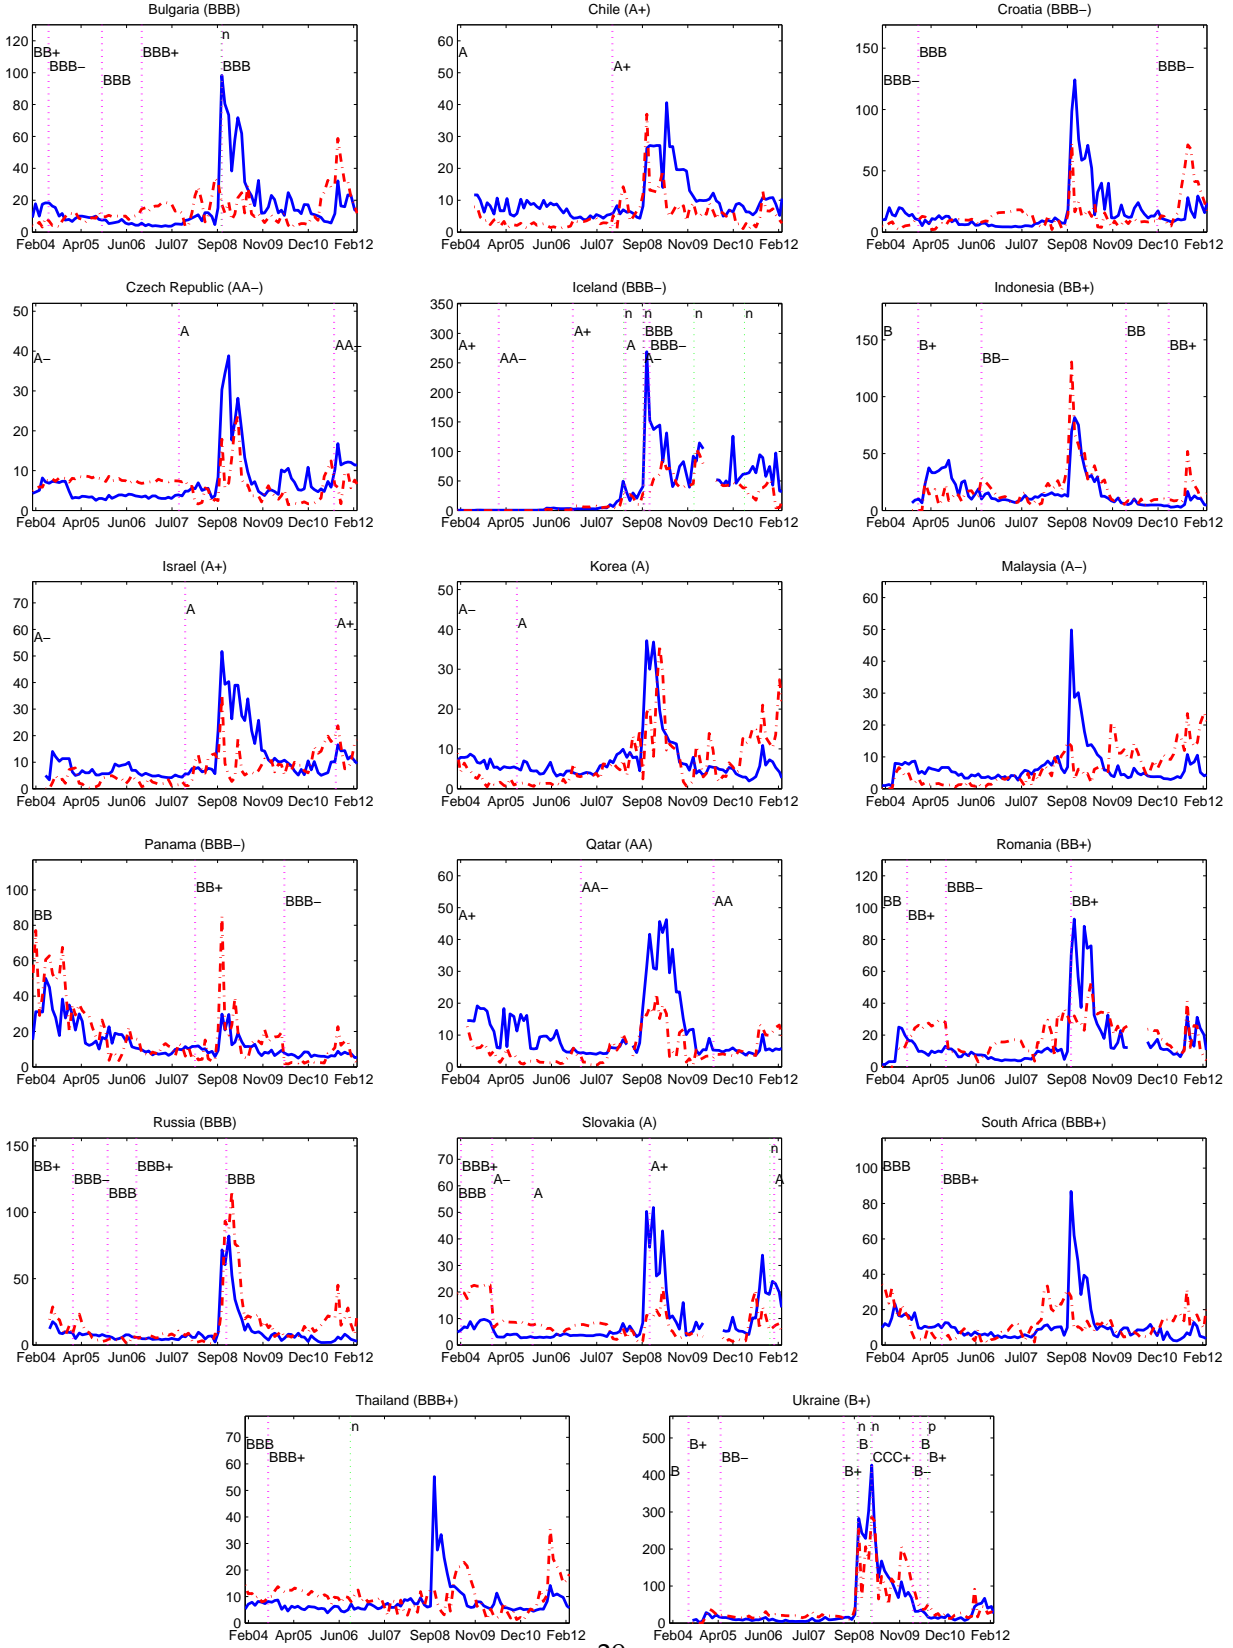 Bulgaria (BBB)
120
100
80
60
40
20
0
BB+
BBB−
BBB
BBB+
n
BBB
Feb04 Apr05 Jun06 Jul07 Sep08 Nov09 Dec10 Feb12
Chile (A+)
60
50
40
30
20
10
0
A
A+
Feb04 Apr05 Jun06 Jul07 Sep08 Nov09 Dec10 Feb12
Croatia (BBB−)
150
100
50
0
BBB−
BBB
BBB−
Feb04 Apr05 Jun06 Jul07 Sep08 Nov09 Dec10 Feb12
Czech Republic (AA−)
50
40
30
20
10
0
A−
A
AA−
Feb04 Apr05 Jun06 Jul07 Sep08 Nov09 Dec10 Feb12
Iceland (BBB−)
350
300
250
200
150
100
50
0
A+
AA−
A+
n
A
n
BBB
A−
BBB−
n
n
Feb04 Apr05 Jun06 Jul07 Sep08 Nov09 Dec10 Feb12
Indonesia (BB+)
150
100
50
0
B
B+
BB−
BB
BB+
Feb04 Apr05 Jun06 Jul07 Sep08 Nov09 Dec10 Feb12
Israel (A+)
70
60
50
40
30
20
10
0
A−
A
A+
Feb04 Apr05 Jun06 Jul07 Sep08 Nov09 Dec10 Feb12
Korea (A)
50
40
30
20
10
0
A−
A
Feb04 Apr05 Jun06 Jul07 Sep08 Nov09 Dec10 Feb12
Malaysia (A−)
60
50
40
30
20
10
0
Feb04 Apr05 Jun06 Jul07 Sep08 Nov09 Dec10 Feb12
Panama (BBB−)
100
80
60
40
20
0
BB
BB+
BBB−
Feb04 Apr05 Jun06 Jul07 Sep08 Nov09 Dec10 Feb12
Qatar (AA)
60
50
40
30
20
10
0
A+
AA−
AA
Feb04 Apr05 Jun06 Jul07 Sep08 Nov09 Dec10 Feb12
Romania (BB+)
120
100
80
60
40
20
0
BB
BB+
BBB−
BB+
Feb04 Apr05 Jun06 Jul07 Sep08 Nov09 Dec10 Feb12
Russia (BBB)
150
100
50
0
BB+
BBB−
BBB
BBB+
BBB
Feb04 Apr05 Jun06 Jul07 Sep08 Nov09 Dec10 Feb12
Slovakia (A)
70
60
50
40
30
20
10
0
BBB+
BBB
A−
A
A+
n
A
Feb04 Apr05 Jun06 Jul07 Sep08 Nov09 Dec10 Feb12
South Africa (BBB+)
100
80
60
40
20
0
BBB
BBB+
Feb04 Apr05 Jun06 Jul07 Sep08 Nov09 Dec10 Feb12
Thailand (BBB+)
70
60
50
40
30
20
10
0
BBB
BBB+
n
Feb04 Apr05 Jun06 Jul07 Sep08 Nov09 Dec10 Feb12
Ukraine (B+)
500
400
300
200
100
0
B
B+
BB−
B+
n
B
n
CCC+
B−
B
p
B+
Feb04 Apr05 Jun06 Jul07 Sep08 Nov09 Dec10 Feb12